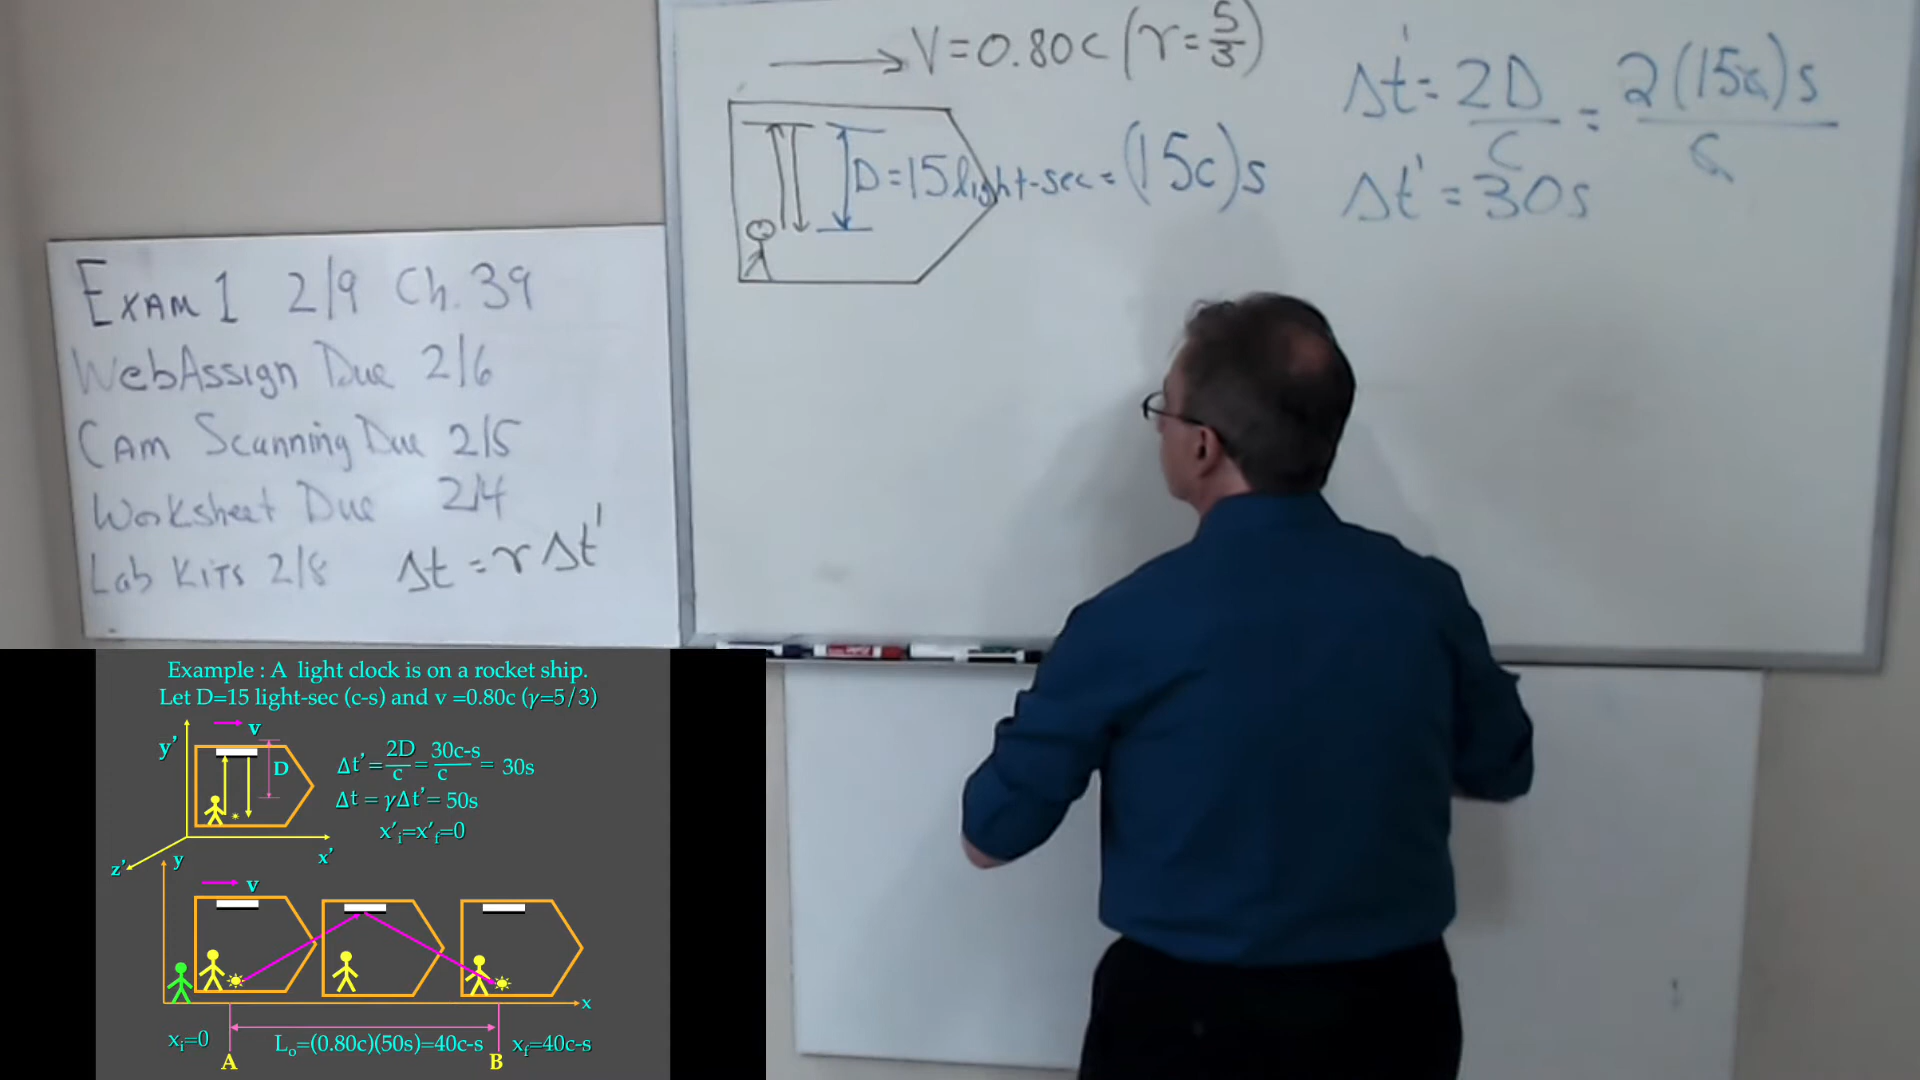 V=0.80c (γ=5/3)
D=15 light-sec = (15c)s
Δt' = 2D/c = 2(15c)s/c
Δt' = 30s
Exam 1 2/9 Ch. 39
WebAssign Due 2/6
Cam Scanning Due 2/5
Worksheet Due 2/4
Lab Kits 2/8 Δt = γΔt'
Example : A light clock is on a rocket ship.
Let D=15 light-sec (c-s) and v =0.80c (γ=5/3)
v
y'
D
Δt' = 2D/c = 30c-s/c = 30s
Δt = γΔt' = 50s
x'i=x'f=0
z'
x'
y
v
x
xi=0
Lo=(0.80c)(50s)=40c-s
xf=40c-s
A
B